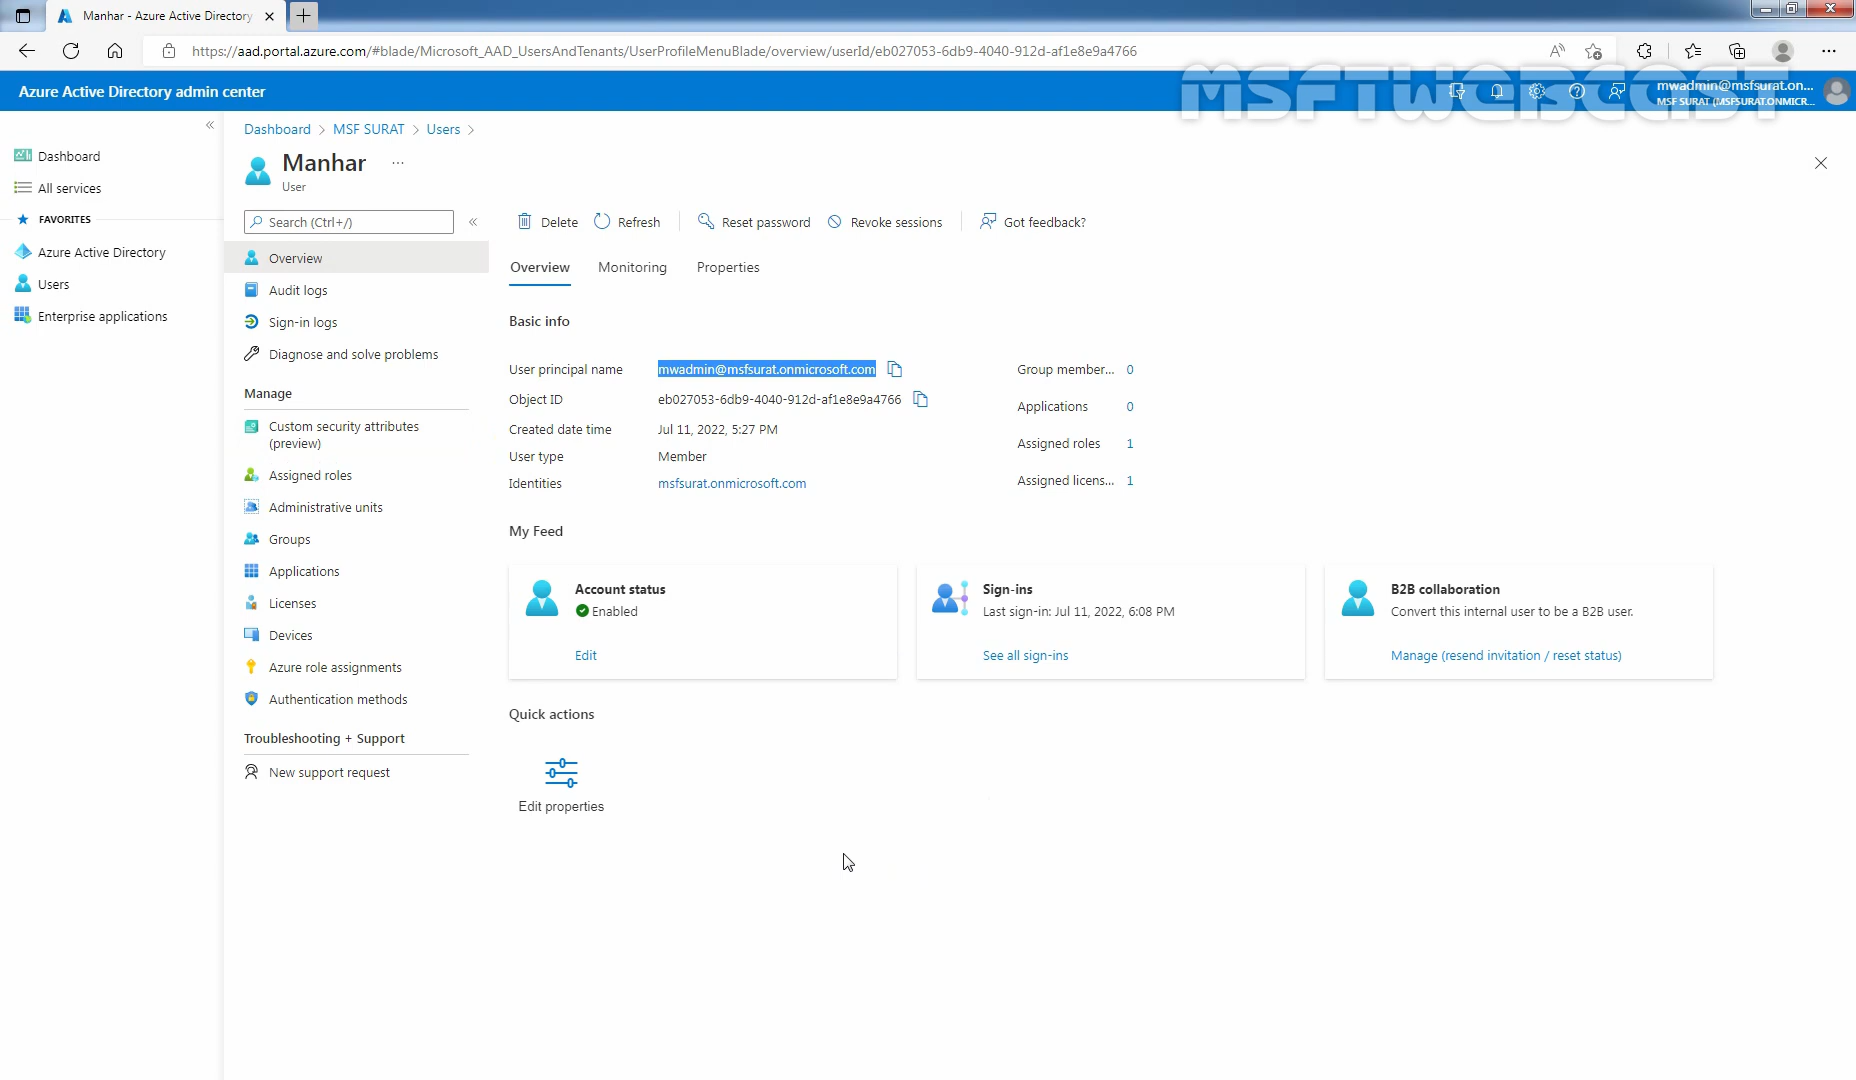 Manhar - Azure Active Directory
https://aad.portal.azure.com/#blade/Microsoft_AAD_UsersAndTenants/UserProfileMenuBlade/overview/userId/eb027053-6db9-4040-912d-af1e8e9a4766
MSFTWEBCAST
Azure Active Directory admin center
mwadmin@msfsurat.on...
MSF SURAT (MSFSURAT.ONMICR...
Dashboard > MSF SURAT > Users >
Dashboard
All services
FAVORITES
Azure Active Directory
Users
Enterprise applications
Manhar ...
User
Search (Ctrl+/)
Overview
Audit logs
Sign-in logs
Diagnose and solve problems
Manage
Custom security attributes
(preview)
Assigned roles
Administrative units
Groups
Applications
Licenses
Devices
Azure role assignments
Authentication methods
Troubleshooting + Support
New support request
Delete Refresh Reset password Revoke sessions Got feedback?
Overview Monitoring Properties
Basic info
User principal name mwadmin@msfsurat.onmicrosoft.com
Object ID eb027053-6db9-4040-912d-af1e8e9a4766
Created date time Jul 11, 2022, 5:27 PM
User type Member
Identities msfsurat.onmicrosoft.com
Group member... 0
Applications 0
Assigned roles 1
Assigned licens... 1
My Feed
Account status
Enabled
Edit
Sign-ins
Last sign-in: Jul 11, 2022, 6:08 PM
See all sign-ins
B2B collaboration
Convert this internal user to be a B2B user.
Manage (resend invitation / reset status)
Quick actions
Edit properties